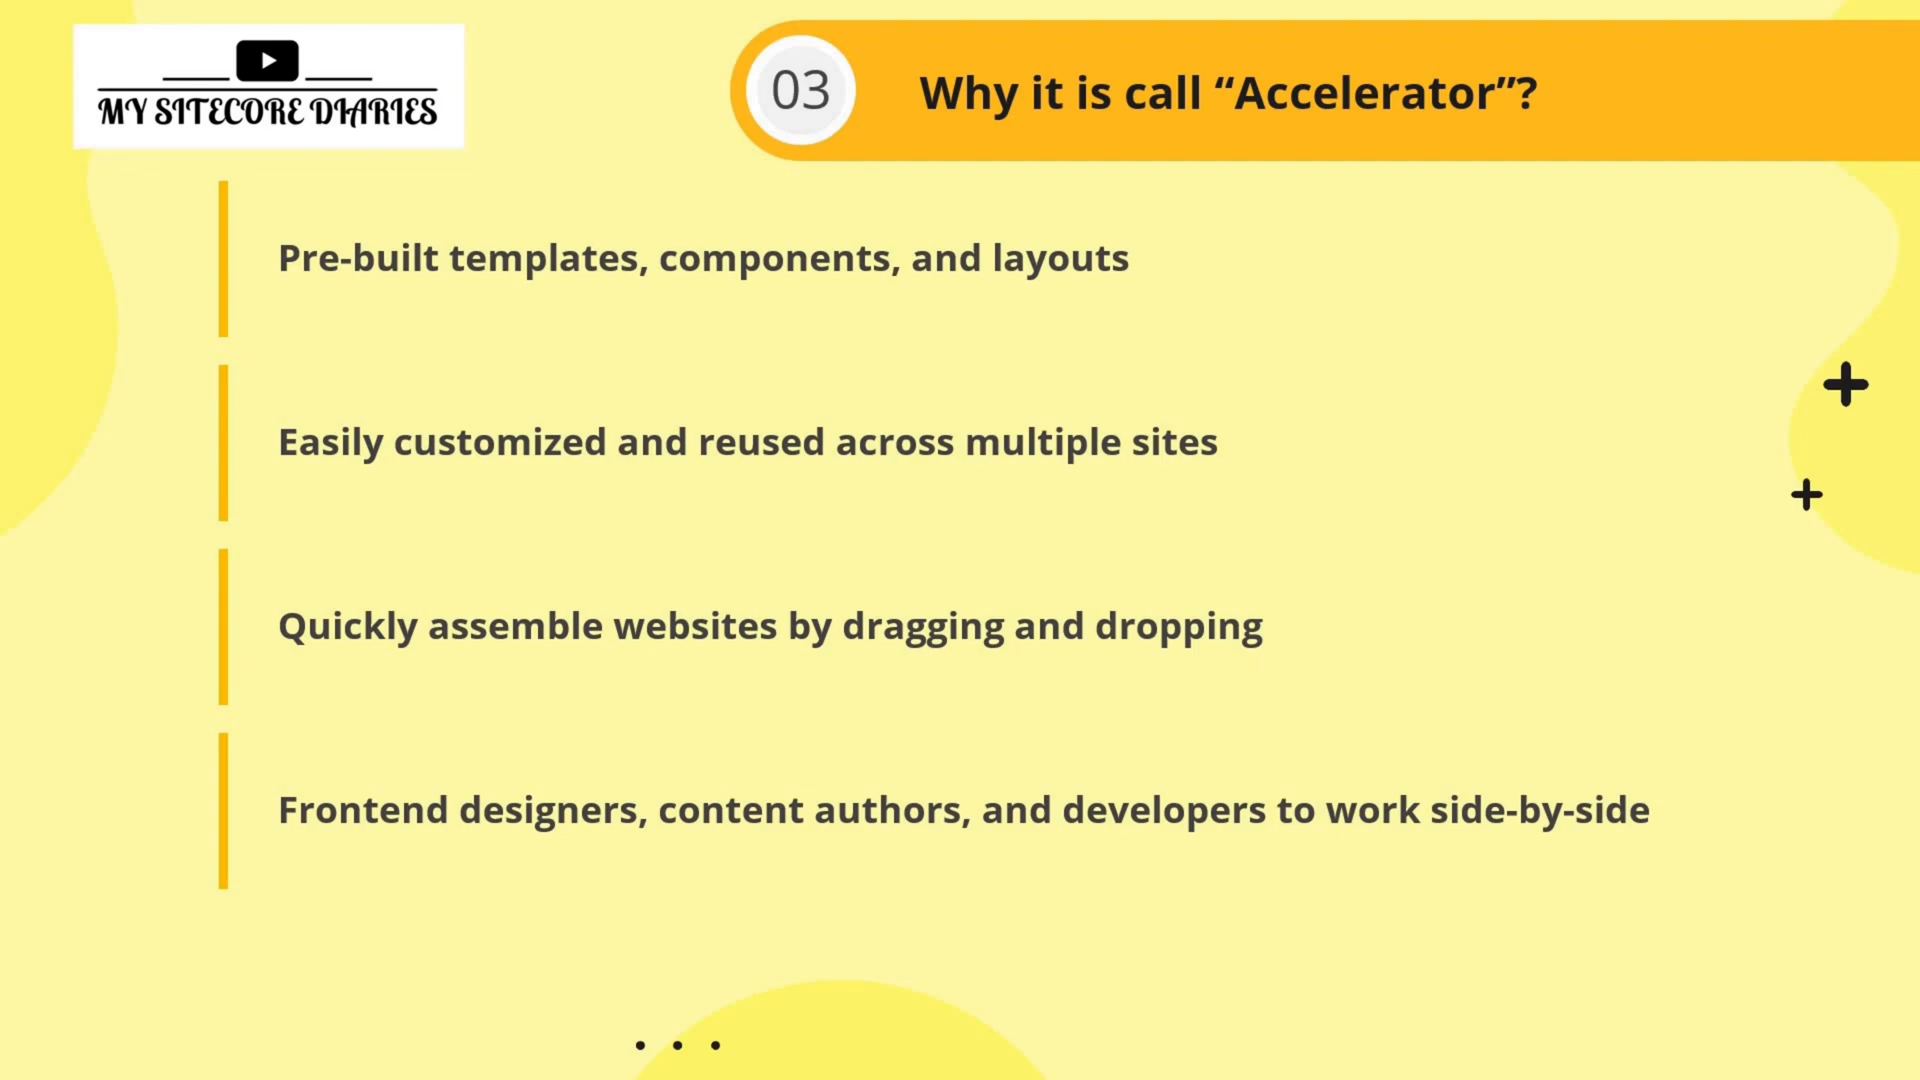 MY SITECORE DIARIES
03
Why it is call “Accelerator”?
Pre-built templates, components, and layouts
Easily customized and reused across multiple sites
Quickly assemble websites by dragging and dropping
Frontend designers, content authors, and developers to work side-by-side